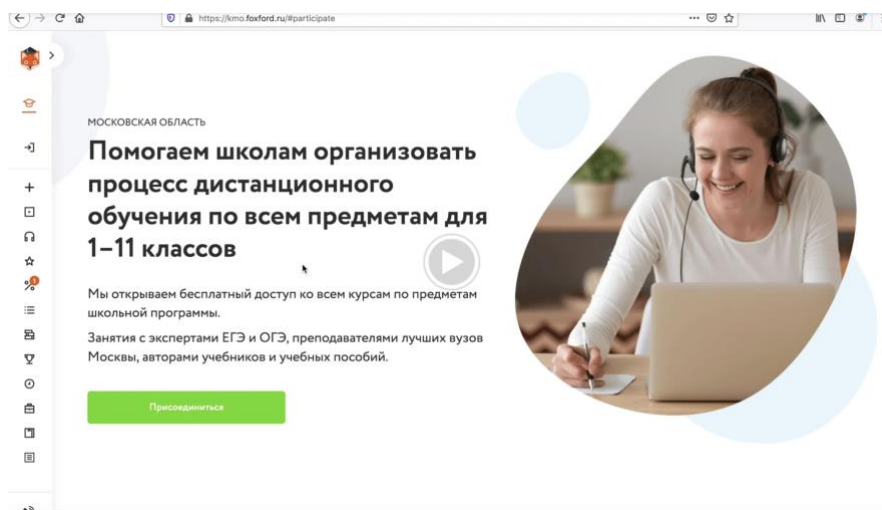 https://kmo.foxford.ru/#participate
МОСКОВСКАЯ ОБЛАСТЬ
Помогаем школам организовать
процесс дистанционного
обучения по всем предметам для
1–11 классов
Мы открываем бесплатный доступ ко всем курсам по предметам
школьной программы.
Занятия с экспертами ЕГЭ и ОГЭ, преподавателями лучших вузов
Москвы, авторами учебников и учебных пособий.
Присоединиться